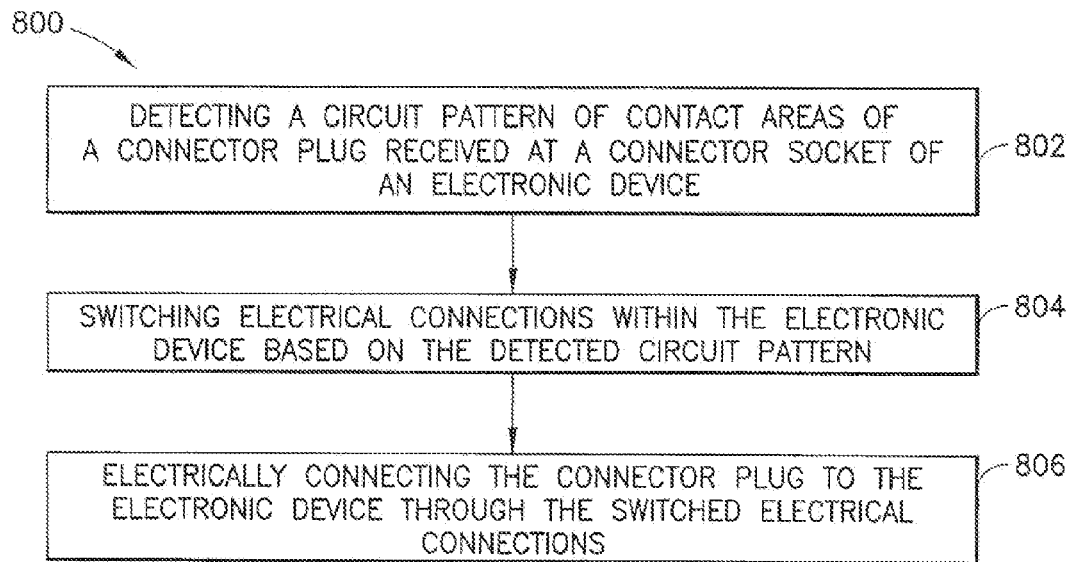 800
DETECTING A CIRCUIT PATTERN OF CONTACT AREAS OF
A CONNECTOR PLUG RECEIVED AT A CONNECTOR SOCKET OF
AN ELECTRONIC DEVICE
802
SWITCHING ELECTRICAL CONNECTIONS WITHIN THE ELECTRONIC
DEVICE BASED ON THE DETECTED CIRCUIT PATTERN
804
ELECTRICALLY CONNECTING THE CONNECTOR PLUG TO THE
ELECTRONIC DEVICE THROUGH THE SWITCHED ELECTRICAL
CONNECTIONS
806